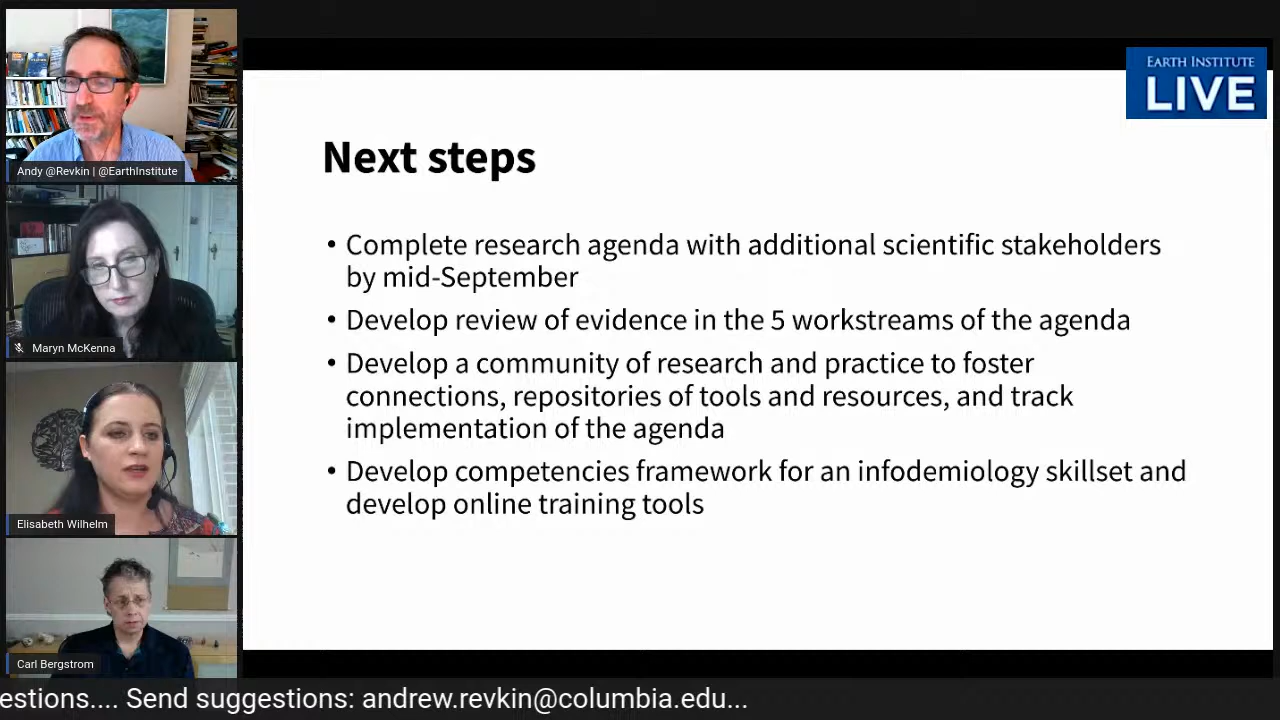 Andy @Revkin | @EarthInstitute
Maryn McKenna
Elisabeth Wilhelm
Carl Bergstrom
EARTH INSTITUTE
LIVE
Next steps
• Complete research agenda with additional scientific stakeholders
by mid-September
• Develop review of evidence in the 5 workstreams of the agenda
• Develop a community of research and practice to foster
connections, repositories of tools and resources, and track
implementation of the agenda
• Develop competencies framework for an infodemiology skillset and
develop online training tools
estions.... Send suggestions: andrew.revkin@columbia.edu...